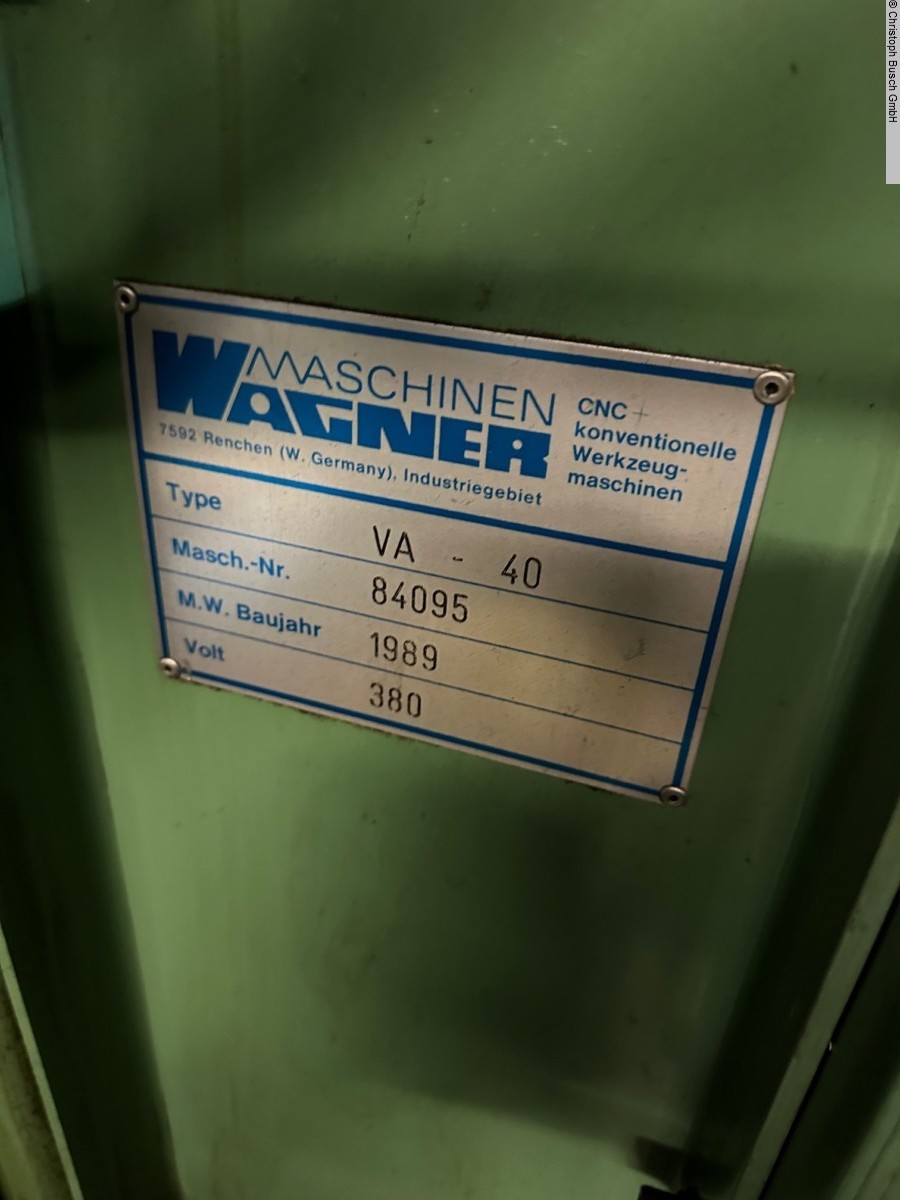 © Christoph Busch GmbH
MASCHINEN
WAGNER
7592 Renchen (W. Germany), Industriegebiet
CNC +
konventionelle
Werkzeug-
maschinen
Type VA - 40
Masch.-Nr. 84095
M.W. Baujahr 1989
Volt 380